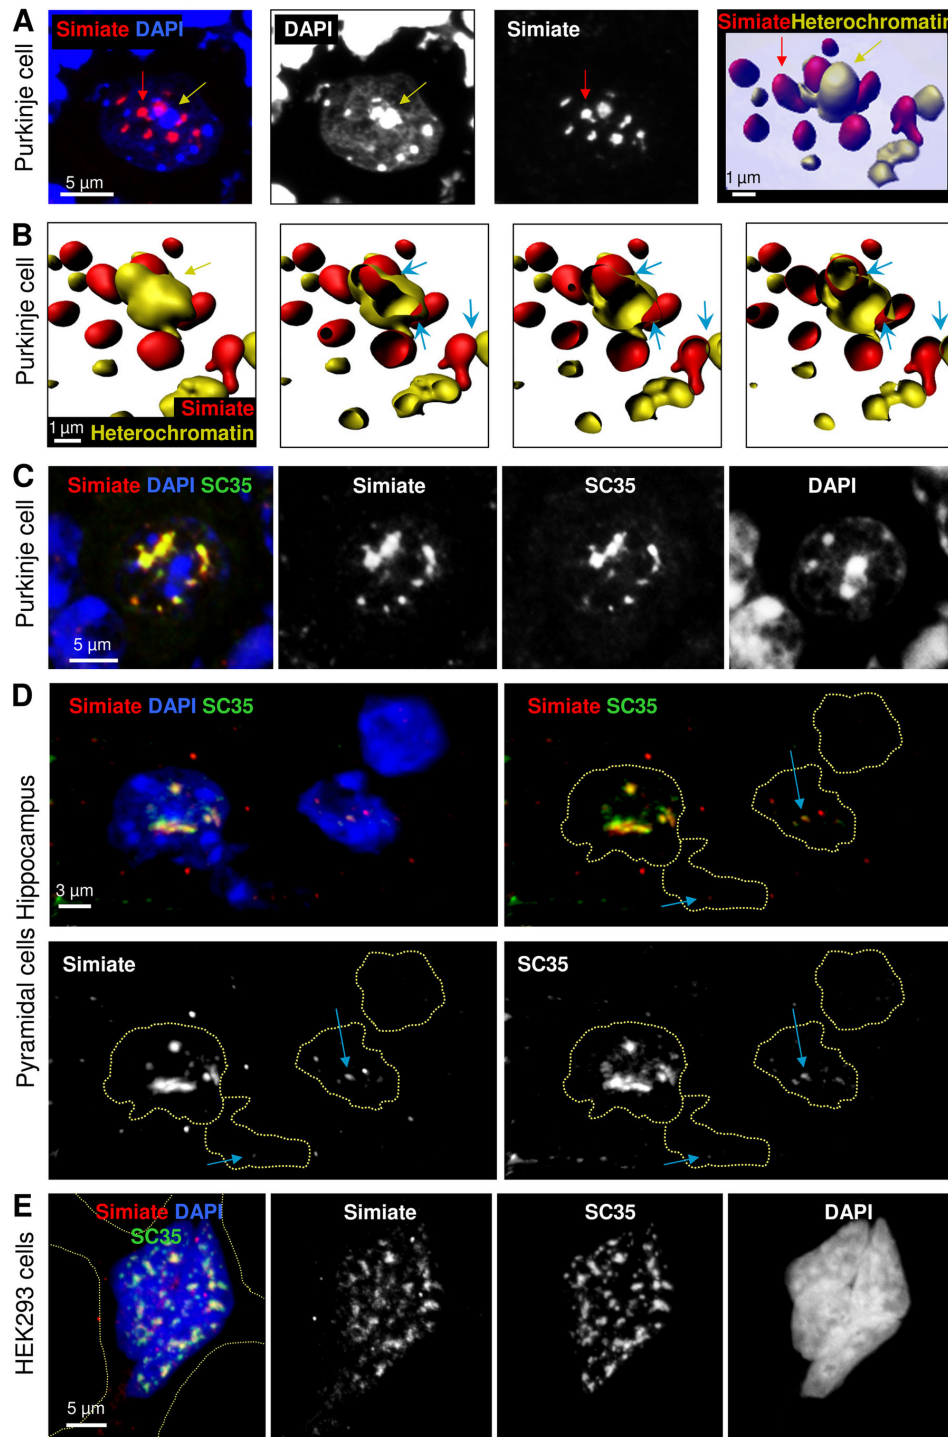 A
Purkinje cell
Simiate DAPI
5 µm
DAPI
Simiate
Simiate Heterochromatin
1 µm
B
Purkinje cell
Simiate
Heterochromatin
1 µm
C
Purkinje cell
Simiate DAPI SC35
5 µm
Simiate
SC35
DAPI
D
Pyramidal cells Hippocampus
Simiate DAPI SC35
3 µm
Simiate SC35
Simiate
SC35
E
HEK293 cells
Simiate DAPI
SC35
5 µm
Simiate
SC35
DAPI